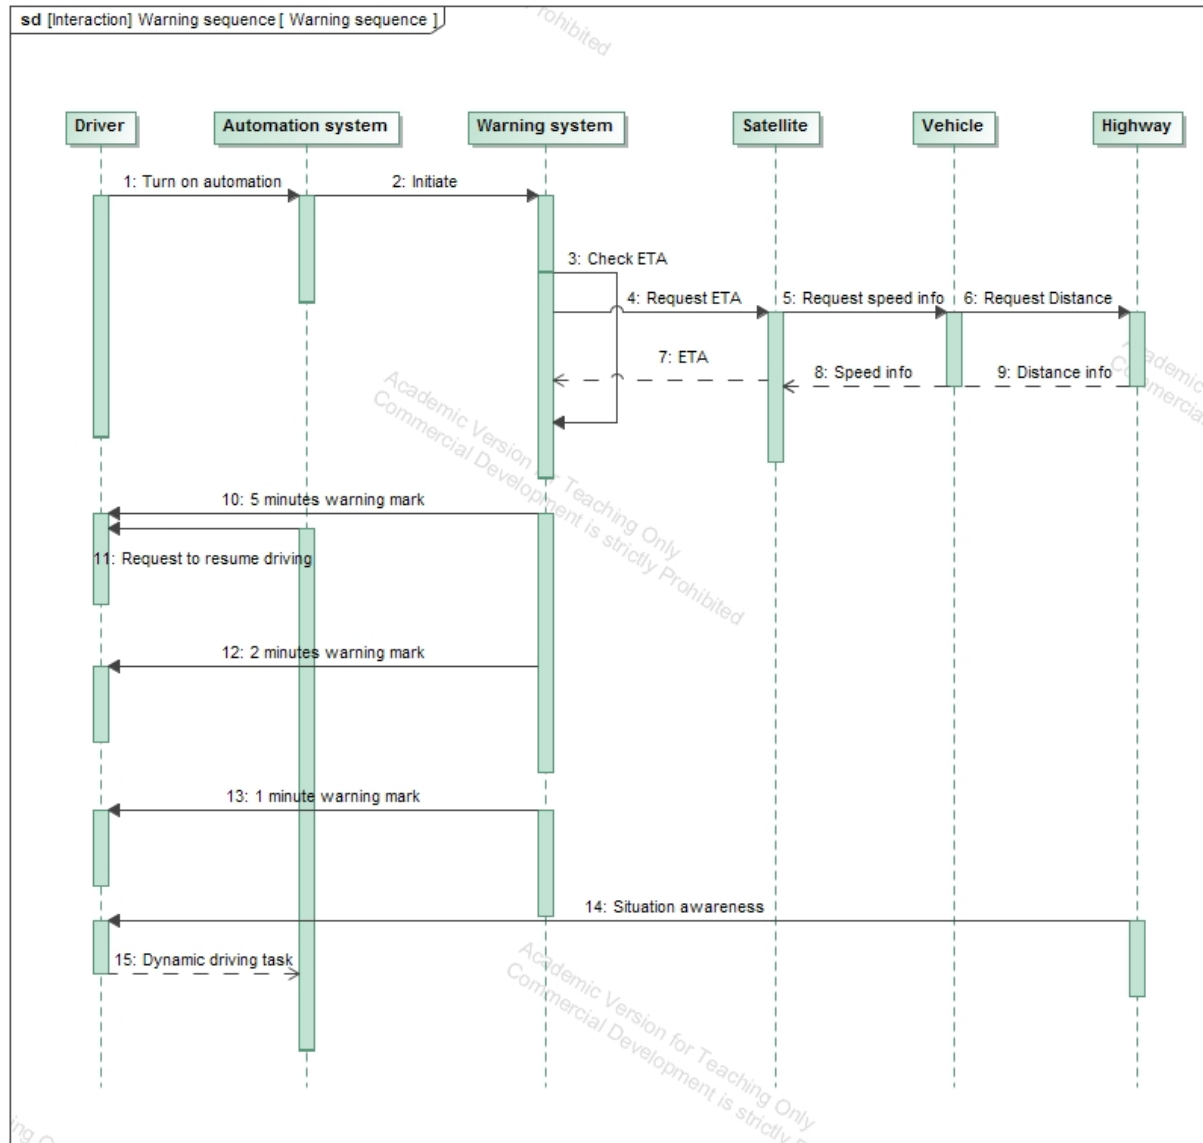 sd [Interaction] Warning sequence [ Warning sequence ]
Prohibited
Driver
Automation system
Warning system
Satellite
Vehicle
Highway
1: Turn on automation
2: Initiate
3: Check ETA
4: Request ETA
5: Request speed info
6: Request Distance
7: ETA
8: Speed info
9: Distance info
Academic Version for Teaching Only
Commercial Development is strictly Prohibited
10: 5 minutes warning mark
11: Request to resume driving
12: 2 minutes warning mark
13: 1 minute warning mark
14: Situation awareness
15: Dynamic driving task
Academic Version for Teaching Only
Commercial Development is strictly